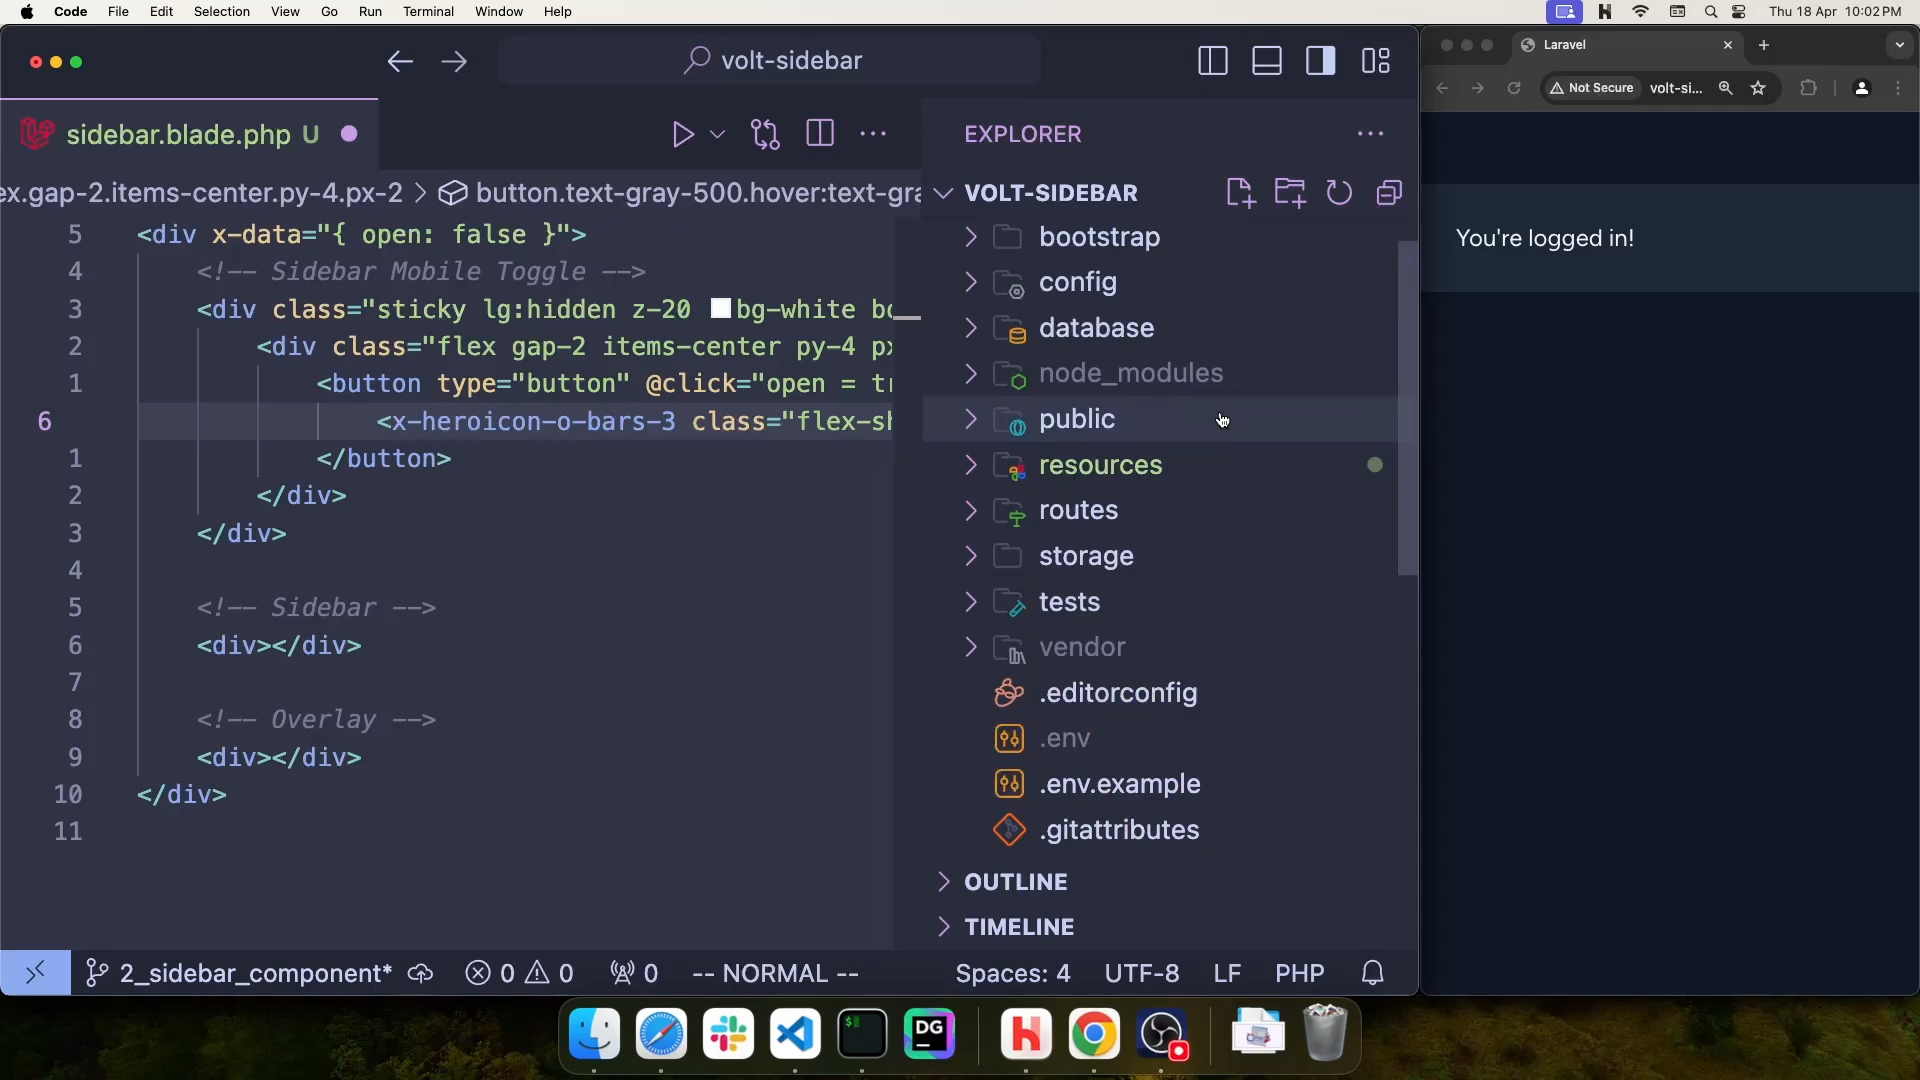 Code File Edit Selection View Go Run Terminal Window Help
Thu 18 Apr 10:02 PM
volt-sidebar
sidebar.blade.php U
ex.gap-2.items-center.py-4.px-2 > button.text-gray-500.hover:text-gra
5 <div x-data="{ open: false }">
4 <!-- Sidebar Mobile Toggle -->
3 <div class="sticky lg:hidden z-20 bg-white bo
2 <div class="flex gap-2 items-center py-4 px
1 <button type="button" @click="open = tr
6 <x-heroicon-o-bars-3 class="flex-sh
1 </button>
2 </div>
3 </div>
4
5 <!-- Sidebar -->
6 <div></div>
7
8 <!-- Overlay -->
9 <div></div>
10 </div>
11
EXPLORER
VOLT-SIDEBAR
bootstrap
config
database
node_modules
public
resources
routes
storage
tests
vendor
.editorconfig
.env
.env.example
.gitattributes
OUTLINE
TIMELINE
2_sidebar_component* 0 0 0 -- NORMAL -- Spaces: 4 UTF-8 LF PHP
Laravel
Not Secure volt-si...
You're logged in!
$
DG